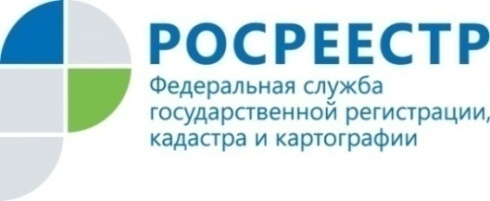 РОСРЕЕСТР
Федеральная служба
государственной регистрации,
кадастра и картографии